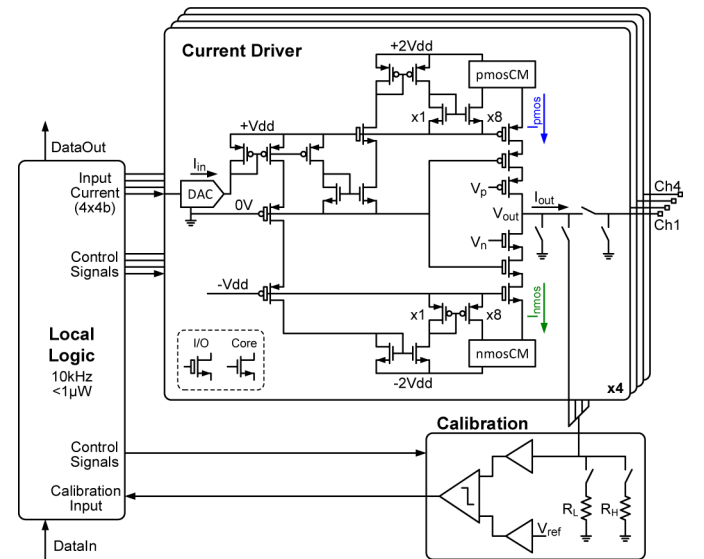 Current Driver
+2Vdd
pmosCM
x1
x8
Ipmos
+Vdd
DataOut
Iin
Input
Current
(4x4b)
DAC
0V
Vp
Iout
Vout
Ch4
Ch1
Vn
Control
Signals
-Vdd
Inmos
x1
x8
Local
Logic
10kHz
<1µW
I/O
Core
nmosCM
-2Vdd
x4
Calibration
Control
Signals
Calibration
Input
RL
RH
Vref
DataIn